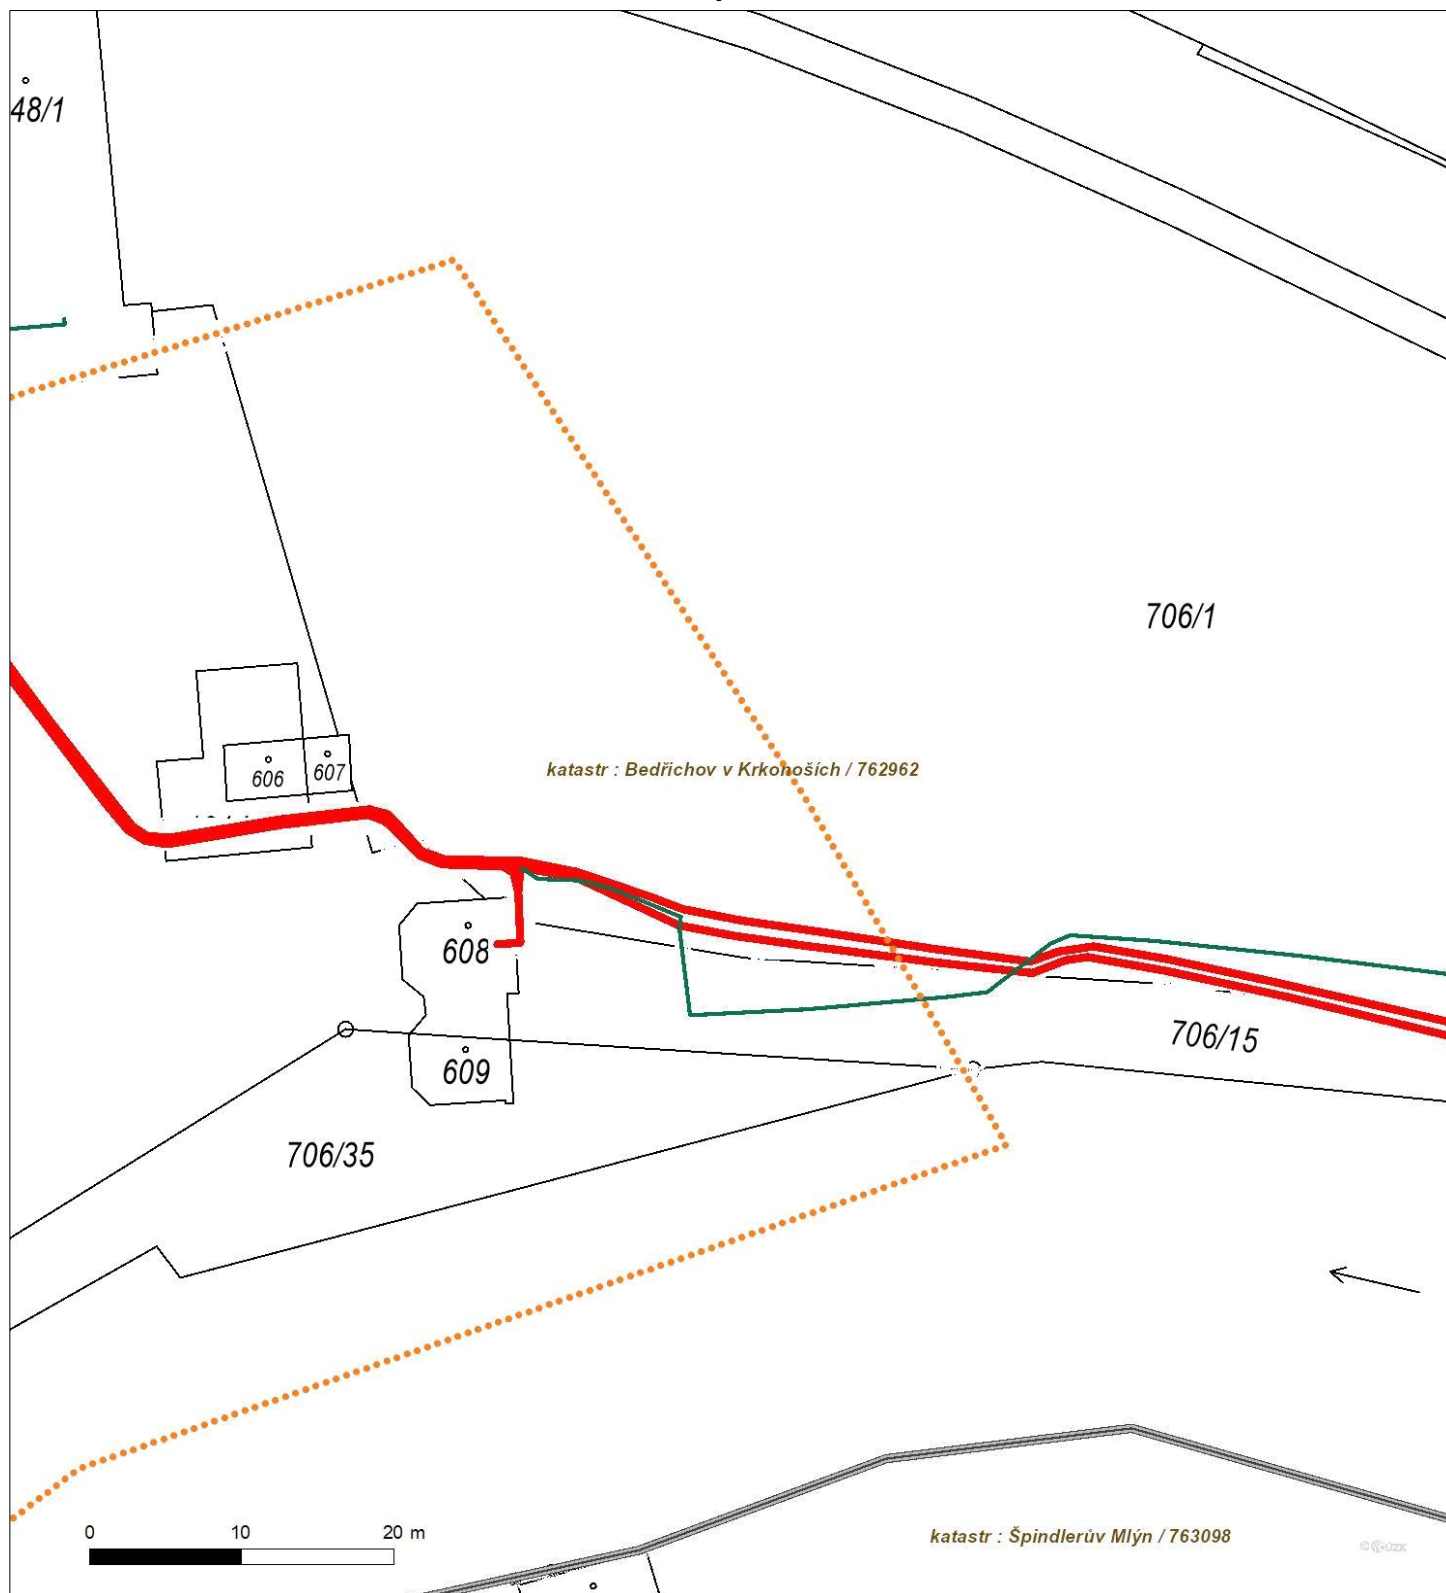 48/1
706/1
606
607
katastr : Bedřichov v Krkonoších / 762962
608
706/15
609
706/35
0 10 20 m
katastr : Špindlerův Mlýn / 763098